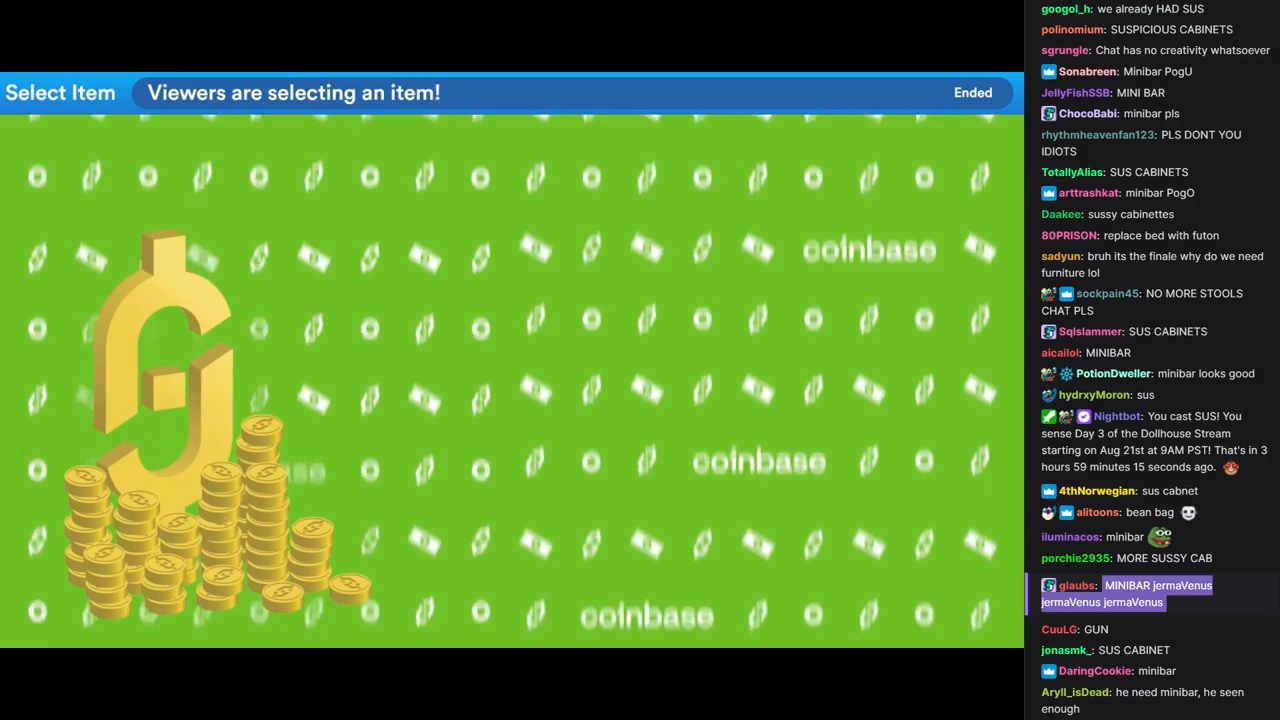 Select Item
Viewers are selecting an item!
Ended
coinbase
coinbase
coinbase
googol_h: we already HAD SUS
polinomium: SUSPICIOUS CABINETS
sgrungle: Chat has no creativity whatsoever
Sonabreen: Minibar PogU
JellyFishSSB: MINI BAR
ChocoBabi: minibar pls
rhythmheavenfan123: PLS DONT YOU
IDIOTS
TotallyAlias: SUS CABINETS
arttrashkat: minibar PogO
Daakee: sussy cabinettes
80PRISON: replace bed with futon
sadyun: bruh its the finale why do we need
furniture lol
sockpain45: NO MORE STOOLS
CHAT PLS
Sqlslammer: SUS CABINETS
aicailol: MINIBAR
PotionDweller: minibar looks good
hydrxyMoron: sus
Nightbot: You cast SUS! You
sense Day 3 of the Dollhouse Stream
starting on Aug 21st at 9AM PST! That's in 3
hours 59 minutes 15 seconds ago.
4thNorwegian: sus cabnet
alitoons: bean bag
iluminacos: minibar
porchie2935: MORE SUSSY CAB
glaubs: MINIBAR jermaVenus
jermaVenus jermaVenus
CuuLG: GUN
jonasmk_: SUS CABINET
DaringCookie: minibar
Aryll_isDead: he need minibar, he seen
enough